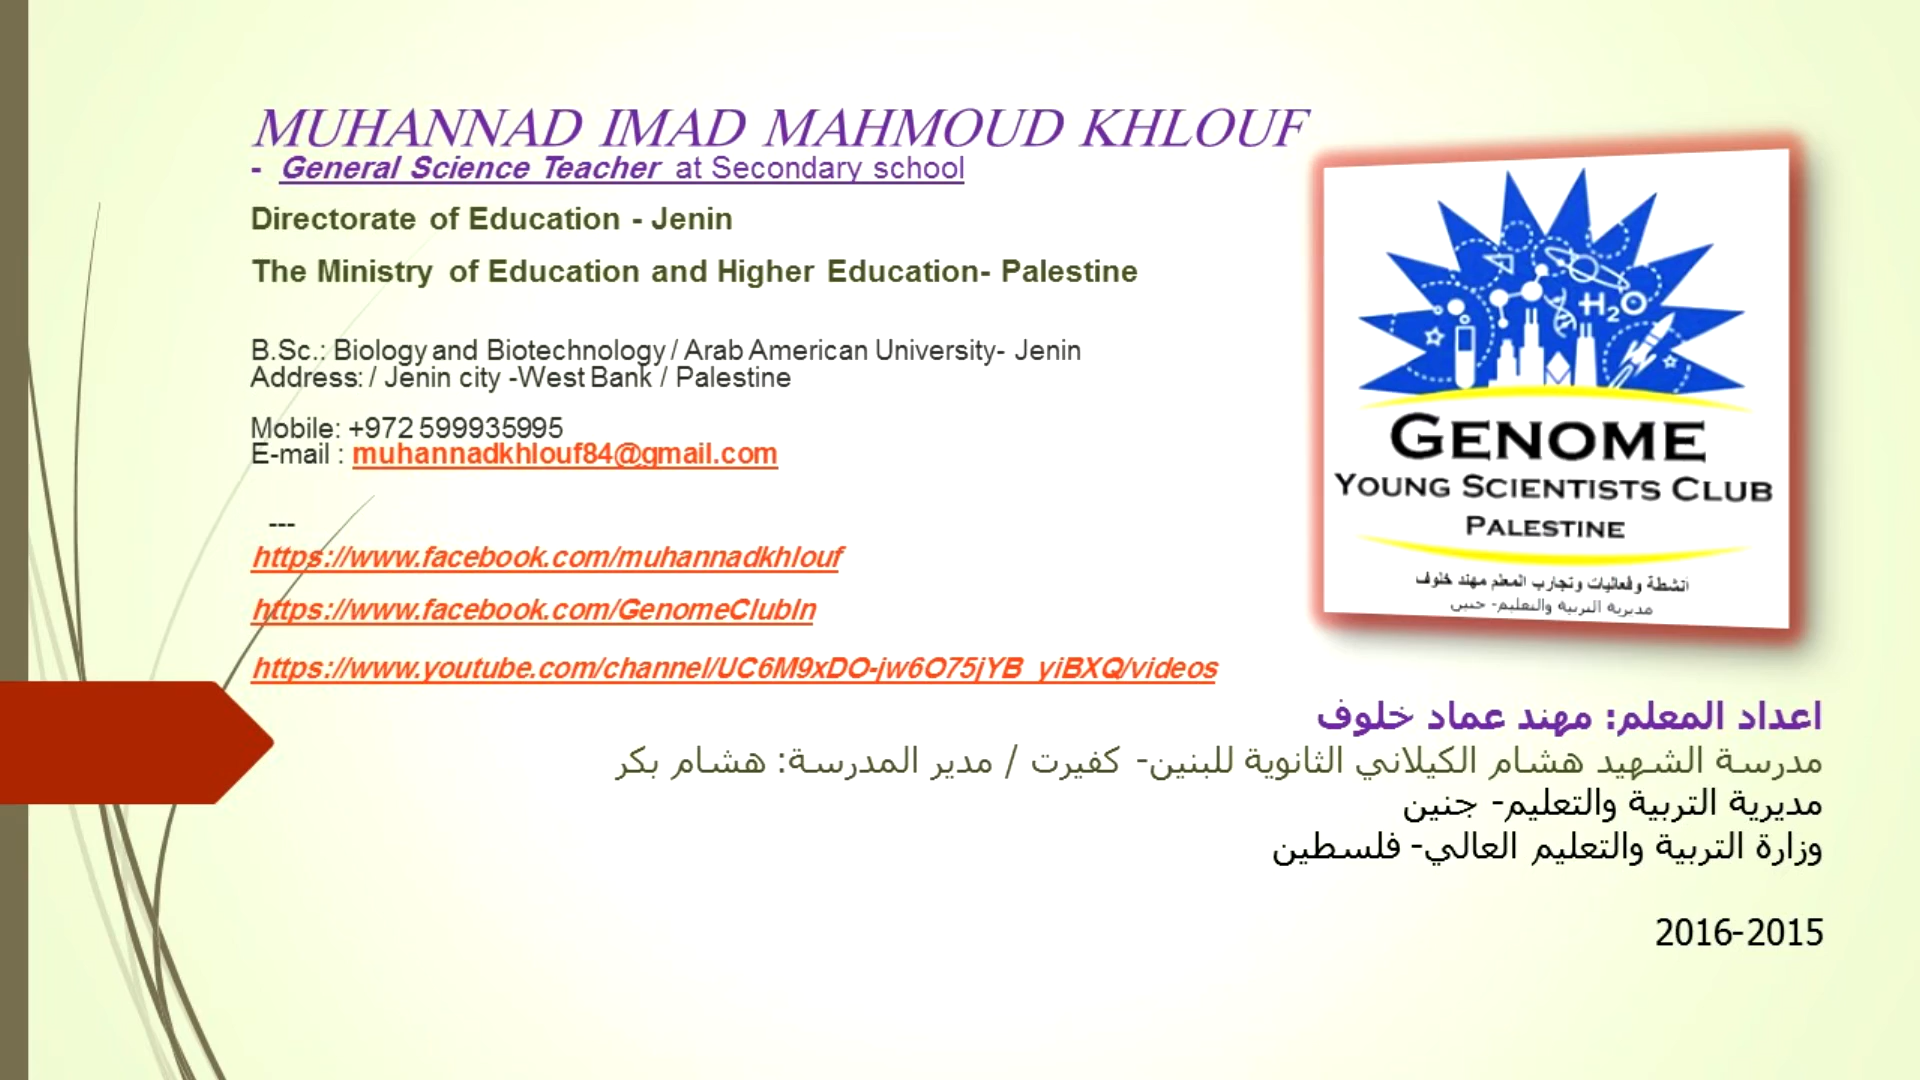 MUHANNAD IMAD MAHMOUD KHLOUF
- General Science Teacher at Secondary school
Directorate of Education - Jenin
The Ministry of Education and Higher Education- Palestine
B.Sc.: Biology and Biotechnology / Arab American University- Jenin
Address: / Jenin city -West Bank / Palestine
Mobile: +972 599935995
E-mail : muhannadkhlouf84@gmail.com
---
https://www.facebook.com/muhannadkhlouf
https://www.facebook.com/GenomeClubIn
https://www.youtube.com/channel/UC6M9xDO-jw6O75jYB_yiBXQ/videos
H2O
GENOME
YOUNG SCIENTISTS CLUB
PALESTINE
أنشطة وفعاليات وتجارب المعلم مهند خلوف
مديرية التربية والتعليم- جنين
اعداد المعلم: مهند عماد خلوف
مدرسة الشهيد هشام الكيلاني الثانوية للبنين- كفيرت / مدير المدرسة: هشام بكر
مديرية التربية والتعليم- جنين
وزارة التربية والتعليم العالي- فلسطين
2016-2015